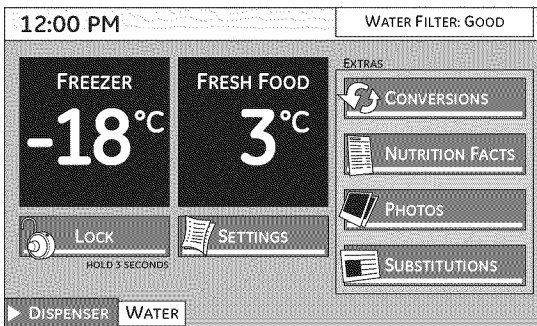 12:00 PM
WATER FILTER: GOOD
EXTRAS
FREEZER
-18°C
FRESH FOOD
3°C
CONVERSIONS
NUTRITION FACTS
PHOTOS
SUBSTITUTIONS
LOCK
HOLD 3 SECONDS
SETTINGS
DISPENSER
WATER